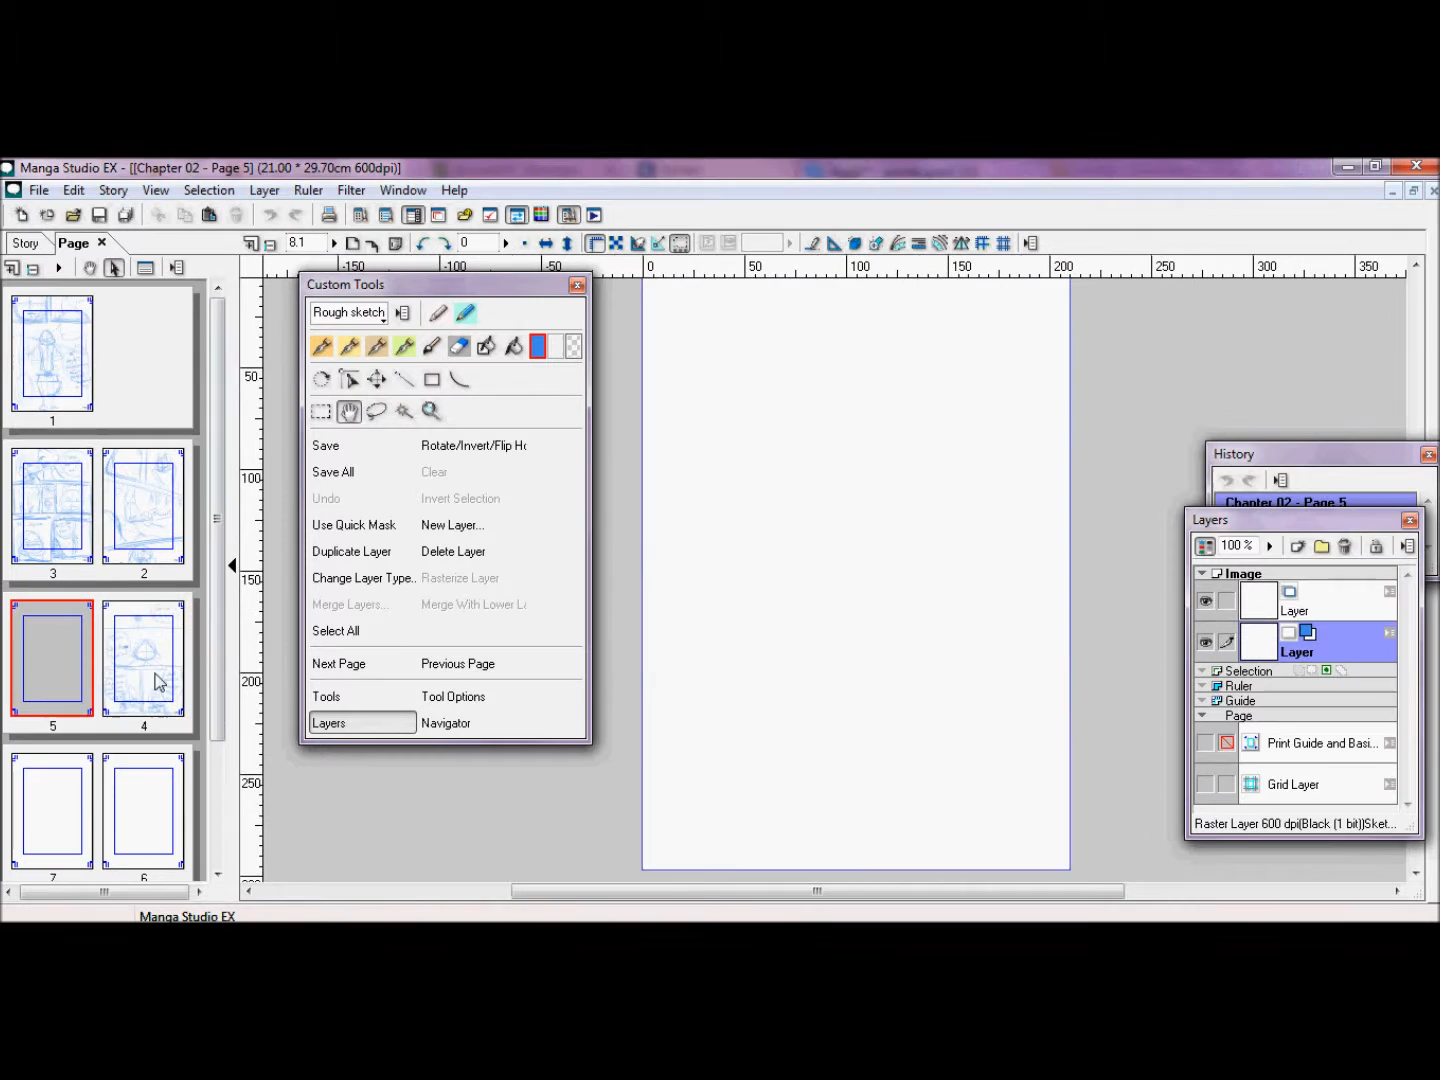 Manga Studio EX - [[Chapter 02 - Page 5] (21.00 * 29.70cm 600dpi)]
File Edit Story View Selection Layer Ruler Filter Window Help
Story Page 8.1 0
-150 -100 -50 0 50 100 150 200 250 300 350
50
100
150
200
250
1
3 2
5 4
7 6
Custom Tools
Rough sketch
Save Rotate/Invert/Flip Hc
Save All Clear
Undo Invert Selection
Use Quick Mask New Layer...
Duplicate Layer Delete Layer
Change Layer Type.. Rasterize Layer
Merge Layers... Merge With Lower La
Select All
Next Page Previous Page
Tools Tool Options
Layers Navigator
History
Chapter 02 - Page 5
Layers
100 %
Image
Layer
Layer
Selection
Ruler
Guide
Page
Print Guide and Basi...
Grid Layer
Raster Layer 600 dpi(Black (1 bit))Sket...
Manga Studio EX